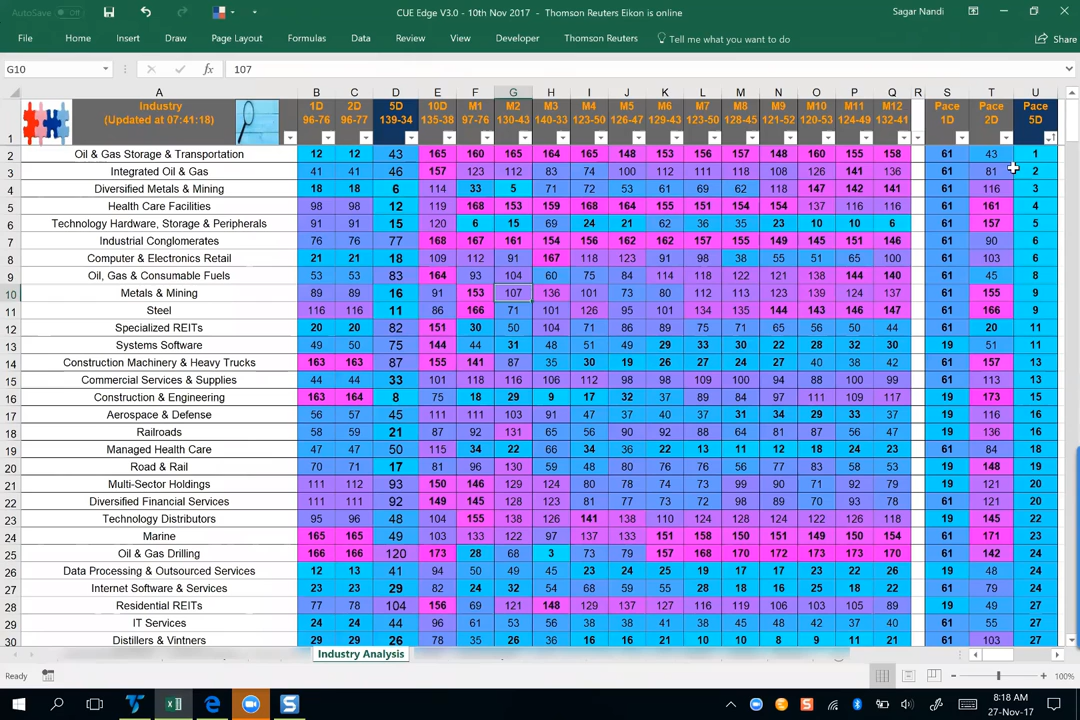 AutoSave Off CUE Edge V3.0 - 10th Nov 2017 - Thomson Reuters Eikon is online Sagar Nandi
File Home Insert Draw Page Layout Formulas Data Review View Developer Thomson Reuters Tell me what you want to do Share
G10 fx 107
A B C D E F G H I J K L M N O P Q R S T U
Industry 1D 2D 5D 10D M1 M2 M3 M4 M5 M6 M7 M8 M9 M10 M11 M12 Pace Pace Pace
1 (Updated at 07:41:18) 96-76 96-77 139-34 135-38 97-76 130-43 140-33 123-50 126-47 129-43 123-50 128-45 121-52 120-53 124-49 132-41 1D 2D 5D
2 Oil & Gas Storage & Transportation 12 12 43 165 160 165 164 165 148 153 156 157 148 160 155 158 61 43 1
3 Integrated Oil & Gas 41 41 46 157 123 112 83 74 100 112 111 118 108 126 141 136 61 81 2
4 Diversified Metals & Mining 18 18 6 114 33 5 71 72 53 61 69 62 118 147 142 141 61 116 3
5 Health Care Facilities 98 98 12 119 168 153 159 168 164 155 151 154 154 137 116 116 61 161 4
6 Technology Hardware, Storage & Peripherals 91 91 15 120 6 15 69 24 21 62 36 35 23 10 10 6 61 157 5
7 Industrial Conglomerates 76 76 77 168 167 161 154 156 162 162 157 155 149 145 151 146 61 90 6
8 Computer & Electronics Retail 21 21 18 109 112 91 167 118 123 91 98 38 55 51 65 100 61 103 6
9 Oil, Gas & Consumable Fuels 53 53 83 164 93 104 60 75 84 114 118 122 121 138 144 140 61 45 8
10 Metals & Mining 89 89 16 91 153 107 136 101 73 80 112 113 123 139 124 137 61 155 9
11 Steel 116 116 11 86 166 71 101 126 95 101 134 135 144 143 146 147 61 166 9
12 Specialized REITs 20 20 82 151 30 50 104 71 86 89 75 71 65 56 50 44 61 20 11
13 Systems Software 49 50 75 144 44 31 48 51 49 29 33 30 22 28 32 30 19 51 11
14 Construction Machinery & Heavy Trucks 163 163 87 155 141 87 35 30 19 26 27 24 27 40 38 42 61 157 13
15 Commercial Services & Supplies 44 44 33 101 118 116 106 112 98 98 109 100 94 88 100 99 61 113 13
16 Construction & Engineering 163 164 8 75 18 29 9 17 32 37 89 84 97 111 109 117 61 173 15
17 Aerospace & Defense 56 57 45 111 111 103 91 47 37 40 37 31 34 29 33 37 19 116 16
18 Railroads 58 59 21 87 92 131 65 56 90 92 88 64 81 87 56 47 19 136 16
19 Managed Health Care 47 47 50 115 34 22 66 34 36 22 13 11 12 18 24 23 61 84 18
20 Road & Rail 70 71 17 81 96 130 59 48 80 76 76 56 77 83 58 53 19 148 19
21 Multi-Sector Holdings 111 112 93 150 146 129 124 80 78 74 73 99 90 71 92 79 19 121 20
22 Diversified Financial Services 111 111 92 149 145 128 123 81 77 73 72 98 89 70 93 78 19 121 20
23 Technology Distributors 95 96 48 104 155 138 126 141 138 110 124 128 124 122 126 118 19 145 22
24 Marine 165 165 49 103 133 122 97 137 133 151 158 150 151 149 150 154 61 171 23
25 Oil & Gas Drilling 166 166 120 173 28 68 3 73 79 157 168 170 172 173 173 170 61 142 24
26 Data Processing & Outsourced Services 12 13 41 94 50 49 45 23 24 25 19 17 17 23 22 26 19 48 24
27 Internet Software & Services 23 23 29 82 24 32 54 68 59 55 28 18 16 25 18 22 61 79 24
28 Residential REITs 77 78 104 156 69 121 148 129 137 127 116 119 106 103 105 89 19 49 27
29 IT Services 24 24 44 96 61 53 56 38 38 41 38 45 48 42 37 40 61 54 27
30 Distillers & Vintners 29 29 26 78 35 26 36 16 16 21 10 10 8 9 11 21 61 103 27
Industry Analysis
Ready 100%
8:18 AM
27-Nov-17